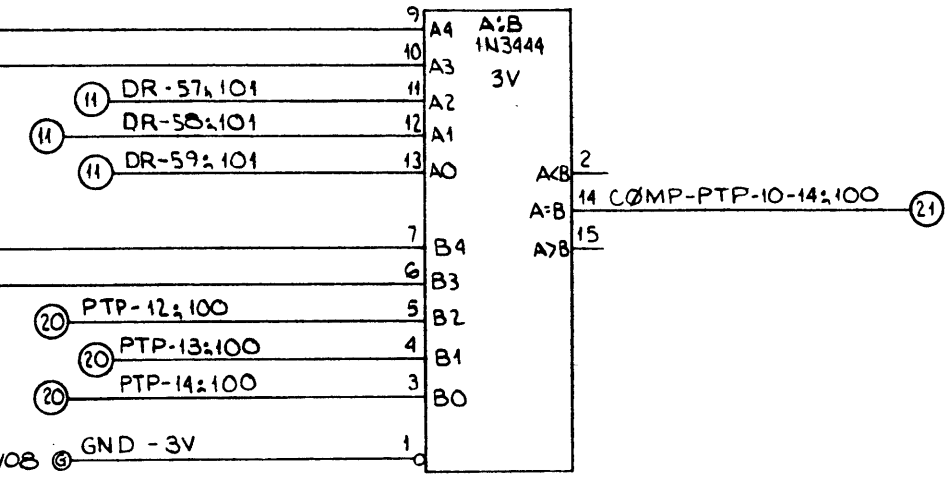 9 A4 A:B
1N3444
10 A3 3V
11 DR-57:101 11 A2
11 DR-58:101 12 A1
11 DR-59:101 13 A0
A<B 2
A=B 14 CØMP-PTP-10-14:100 21
A>B 15
7 B4
6 B3
20 PTP-12:100 5 B2
20 PTP-13:100 4 B1
20 PTP-14:100 3 B0
G GND -3V 1